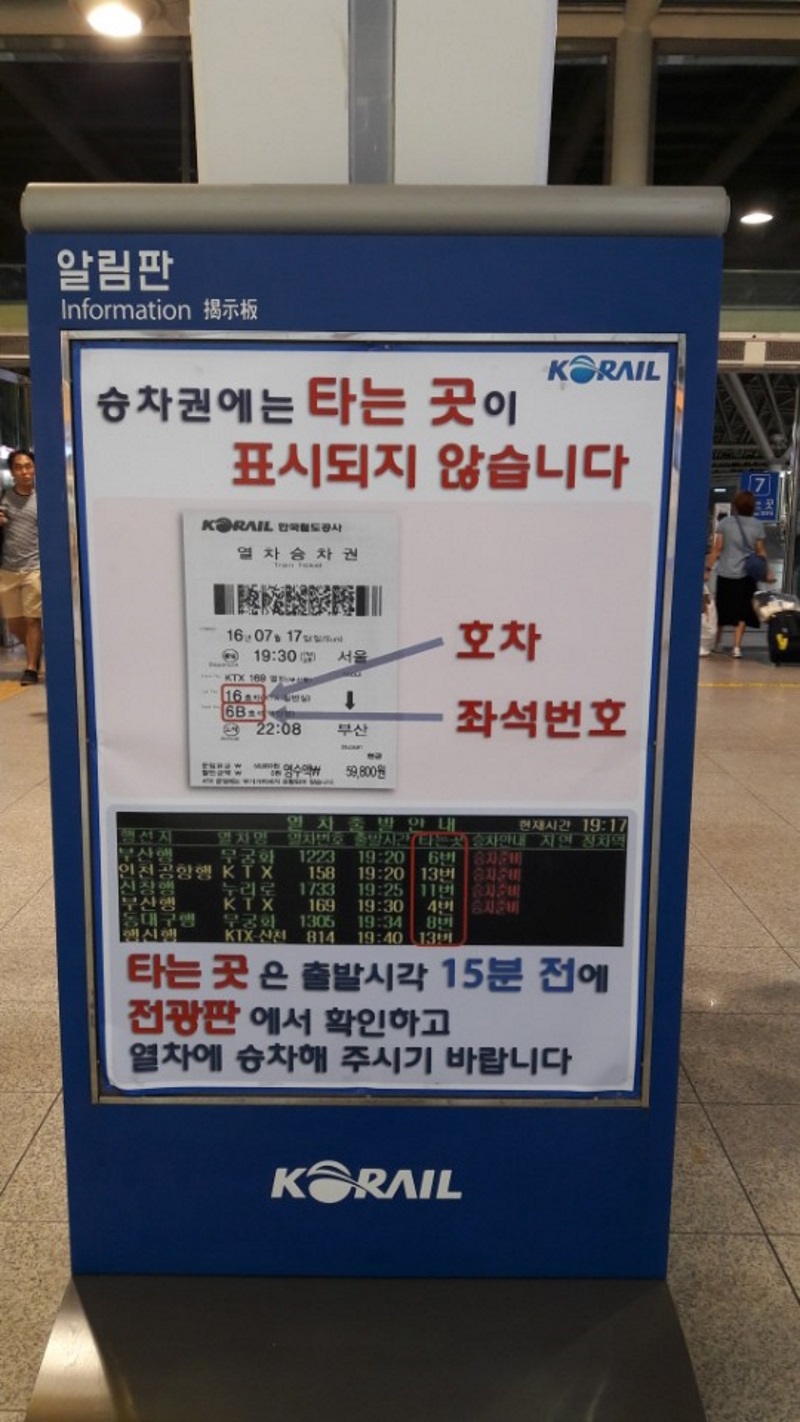 알림판
Information 揭示板
KORAIL
승차권에는 타는 곳이
표시되지 않습니다
KORAIL 한국철도공사
열차승차권
Train Ticket
16년 07월 17일(일/Sun)
19:30 서울
KTX 169
호차
16호차
6B
좌석번호
22:08 부산
현금
영수액₩ 59,800원
열차출발안내 현재시간 19:17
행선지 열차명 열차번호 출발시간 타는곳 승차안내 지연 정차역
부산행 무궁화 1223 19:20 6번 승차준비
인천공항행 KTX 158 19:20 13번 승차준비
신창행 누리로 1733 19:25 11번 승차준비
부산행 KTX 169 19:30 4번 승차준비
동대구행 무궁화 1305 19:34 8번
행신행 KTX-산천 814 19:40 13번
타는 곳은 출발시각 15분 전에
전광판에서 확인하고
열차에 승차해 주시기 바랍니다
KORAIL
7